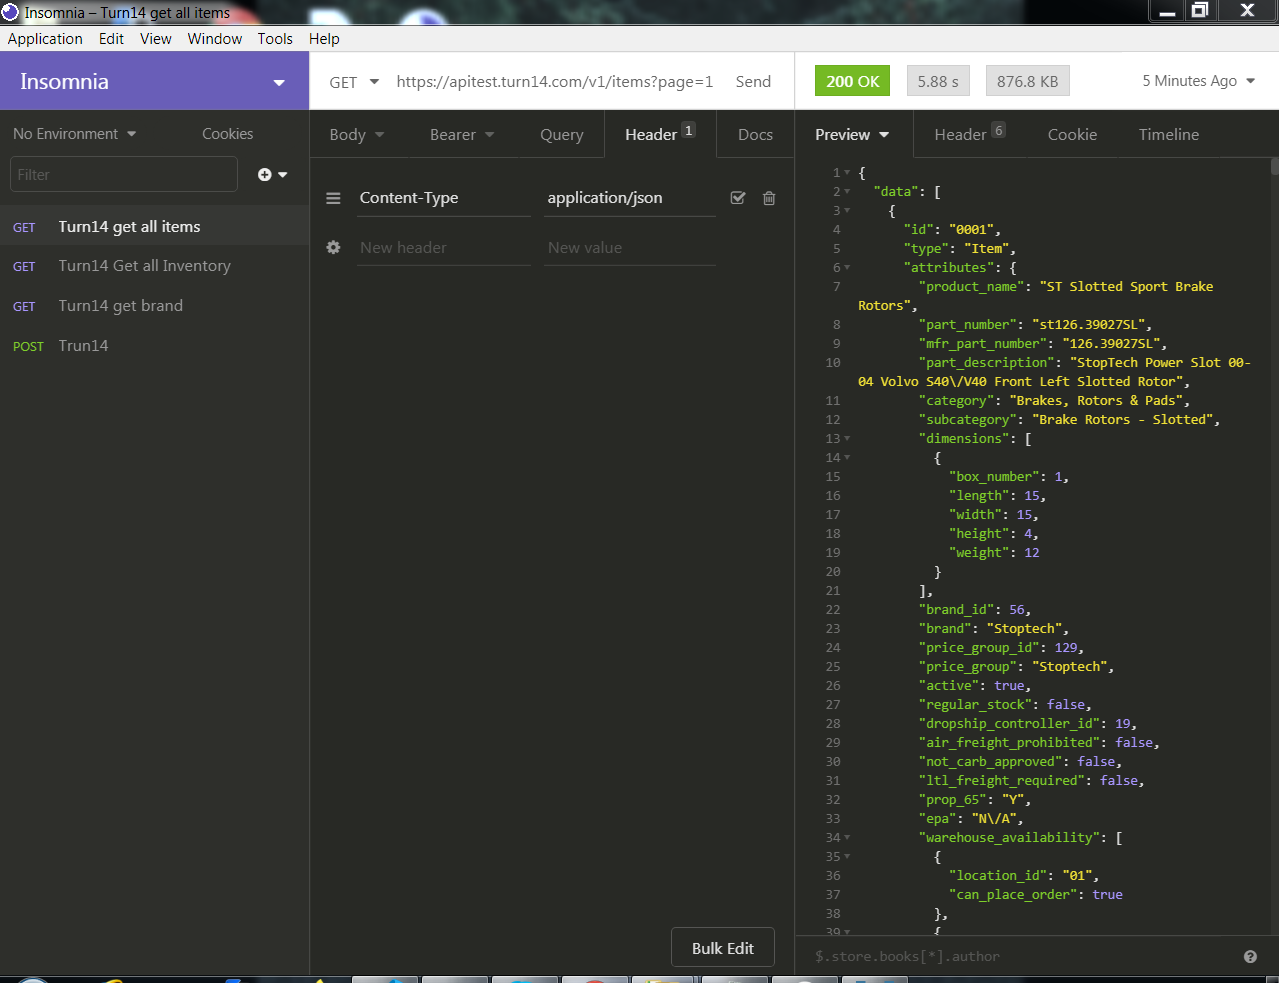 Insomnia – Turn14 get all items
Application Edit View Window Tools Help
Insomnia
GET https://apitest.turn14.com/v1/items?page=1 Send
200 OK 5.88 s 876.8 KB 5 Minutes Ago
No Environment Cookies
Body Bearer Query Header 1 Docs
Preview Header 6 Cookie Timeline
Filter
GET Turn14 get all items
GET Turn14 Get all Inventory
GET Turn14 get brand
POST Trun14
Content-Type application/json
New header New value
Bulk Edit
1 {
2 "data": [
3 {
4 "id": "0001",
5 "type": "Item",
6 "attributes": {
7 "product_name": "ST Slotted Sport Brake
Rotors",
8 "part_number": "st126.39027SL",
9 "mfr_part_number": "126.39027SL",
10 "part_description": "StopTech Power Slot 00-
04 Volvo S40\/V40 Front Left Slotted Rotor",
11 "category": "Brakes, Rotors & Pads",
12 "subcategory": "Brake Rotors - Slotted",
13 "dimensions": [
14 {
15 "box_number": 1,
16 "length": 15,
17 "width": 15,
18 "height": 4,
19 "weight": 12
20 }
21 ],
22 "brand_id": 56,
23 "brand": "Stoptech",
24 "price_group_id": 129,
25 "price_group": "Stoptech",
26 "active": true,
27 "regular_stock": false,
28 "dropship_controller_id": 19,
29 "air_freight_prohibited": false,
30 "not_carb_approved": false,
31 "ltl_freight_required": false,
32 "prop_65": "Y",
33 "epa": "N\/A",
34 "warehouse_availability": [
35 {
36 "location_id": "01",
37 "can_place_order": true
38 },
39 {
$.store.books[*].author